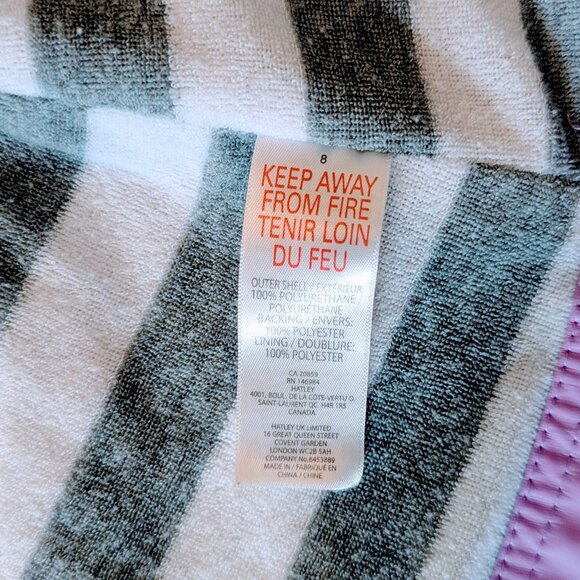 8
KEEP AWAY
FROM FIRE
TENIR LOIN
DU FEU
OUTER SHELL / EXTÉRIEUR:
100% POLYURETHANE /
POLYURÉTHANE
BACKING / ENVERS:
100% POLYESTER
LINING / DOUBLURE:
100% POLYESTER
CA 20859
RN 146984
HATLEY
4001, BOUL. DE LA CÔTE-VERTU O.
SAINT-LAURENT QC H4R 1R5
CANADA
HATLEY UK LIMITED
16 GREAT QUEEN STREET
COVENT GARDEN
LONDON WC2B 5AH
COMPANY No.6453889
MADE IN / FABRIQUÉ EN
CHINA / CHINE